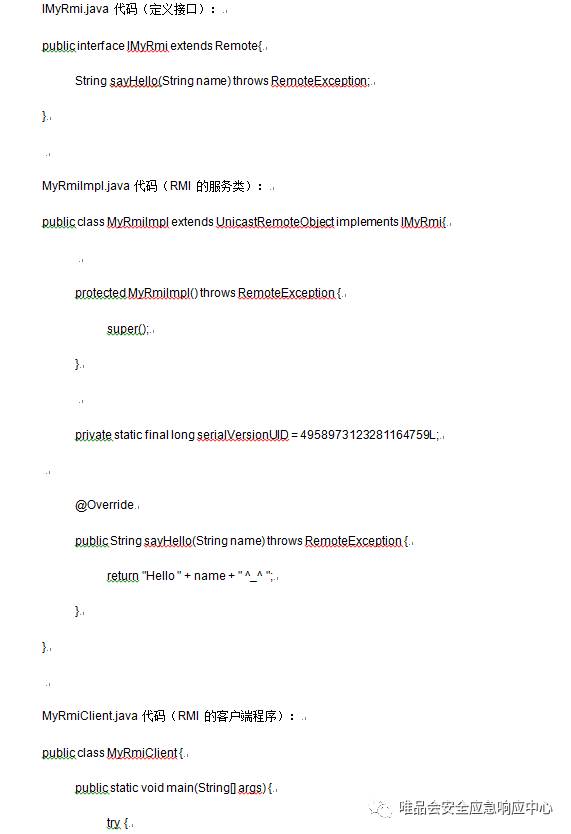 IMyRmi.java 代码（定义接口）：
public interface IMyRmi extends Remote{
String sayHello(String name) throws RemoteException;
}
MyRmiImpl.java 代码（RMI 的服务类）：
public class MyRmiImpl extends UnicastRemoteObject implements IMyRmi{
protected MyRmiImpl() throws RemoteException {
super();
}
private static final long serialVersionUID = 4958973123281164759L;
@Override
public String sayHello(String name) throws RemoteException {
return "Hello " + name + " ^_^ ";
}
}
MyRmiClient.java 代码（RMI 的客户端程序）：
public class MyRmiClient {
public static void main(String[] args) {
try {
唯品会安全应急响应中心